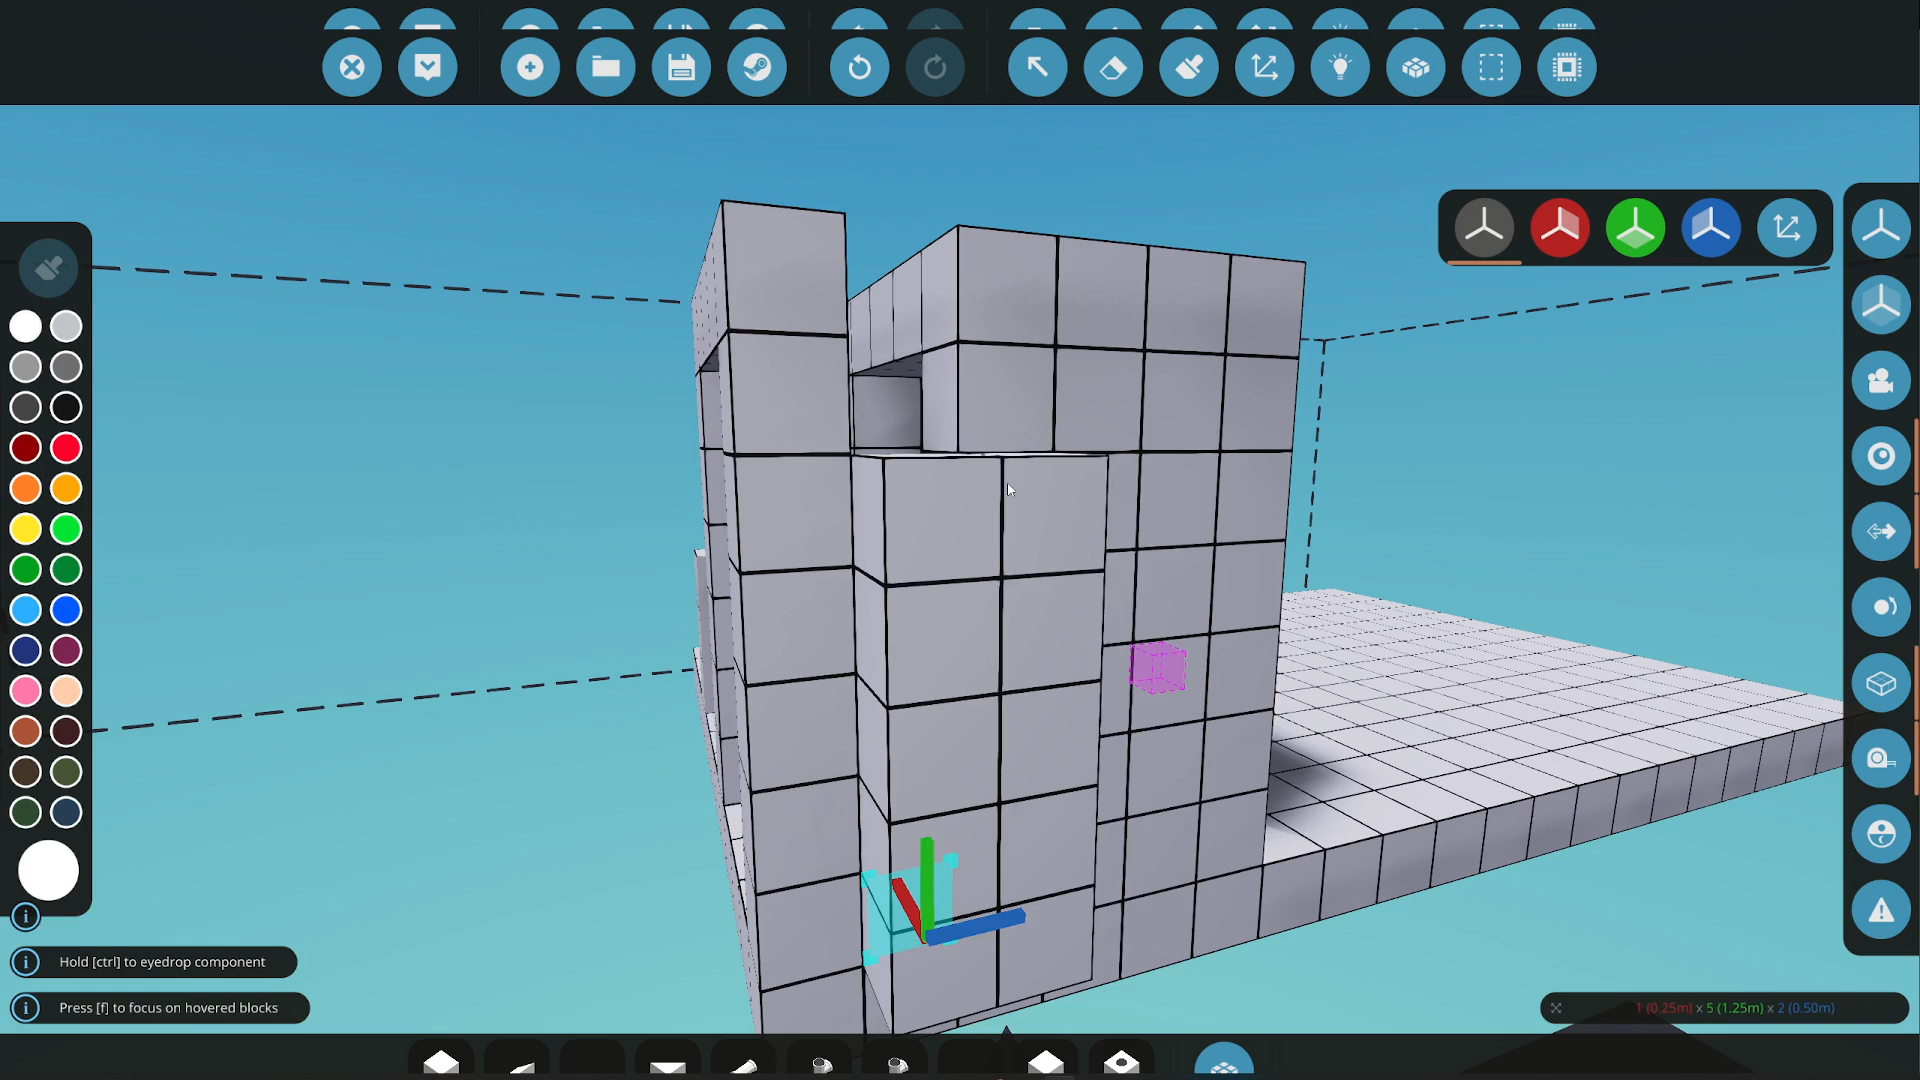 Hold [ctrl] to eyedrop component
Press [f] to focus on hovered blocks
1 (0.25m) x 5 (1.25m) x 2 (0.50m)